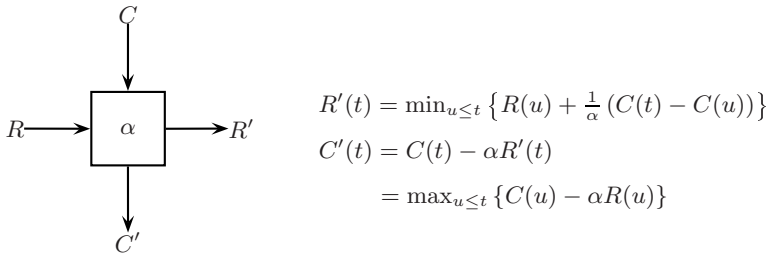 C
R α R′
C′
R′(t) = min_{u≤t} { R(u) + 1/α (C(t) − C(u)) }
C′(t) = C(t) − αR′(t)
= max_{u≤t} {C(u) − αR(u)}